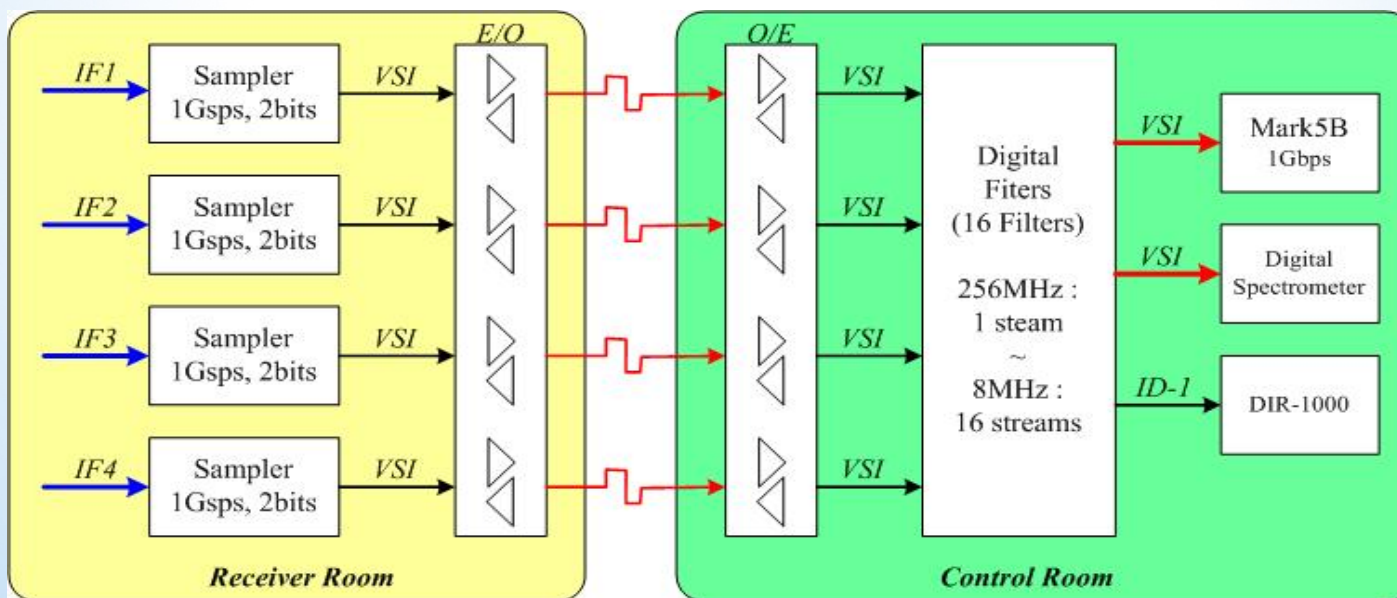 E/O
O/E
IF1
Sampler
1Gsps, 2bits
VSI
VSI
IF2
Sampler
1Gsps, 2bits
VSI
VSI
IF3
Sampler
1Gsps, 2bits
VSI
VSI
IF4
Sampler
1Gsps, 2bits
VSI
VSI
Digital
Fiters
(16 Filters)
256MHz :
1 steam
~
8MHz :
16 streams
VSI
Mark5B
1Gbps
VSI
Digital
Spectrometer
ID-1
DIR-1000
Receiver Room
Control Room